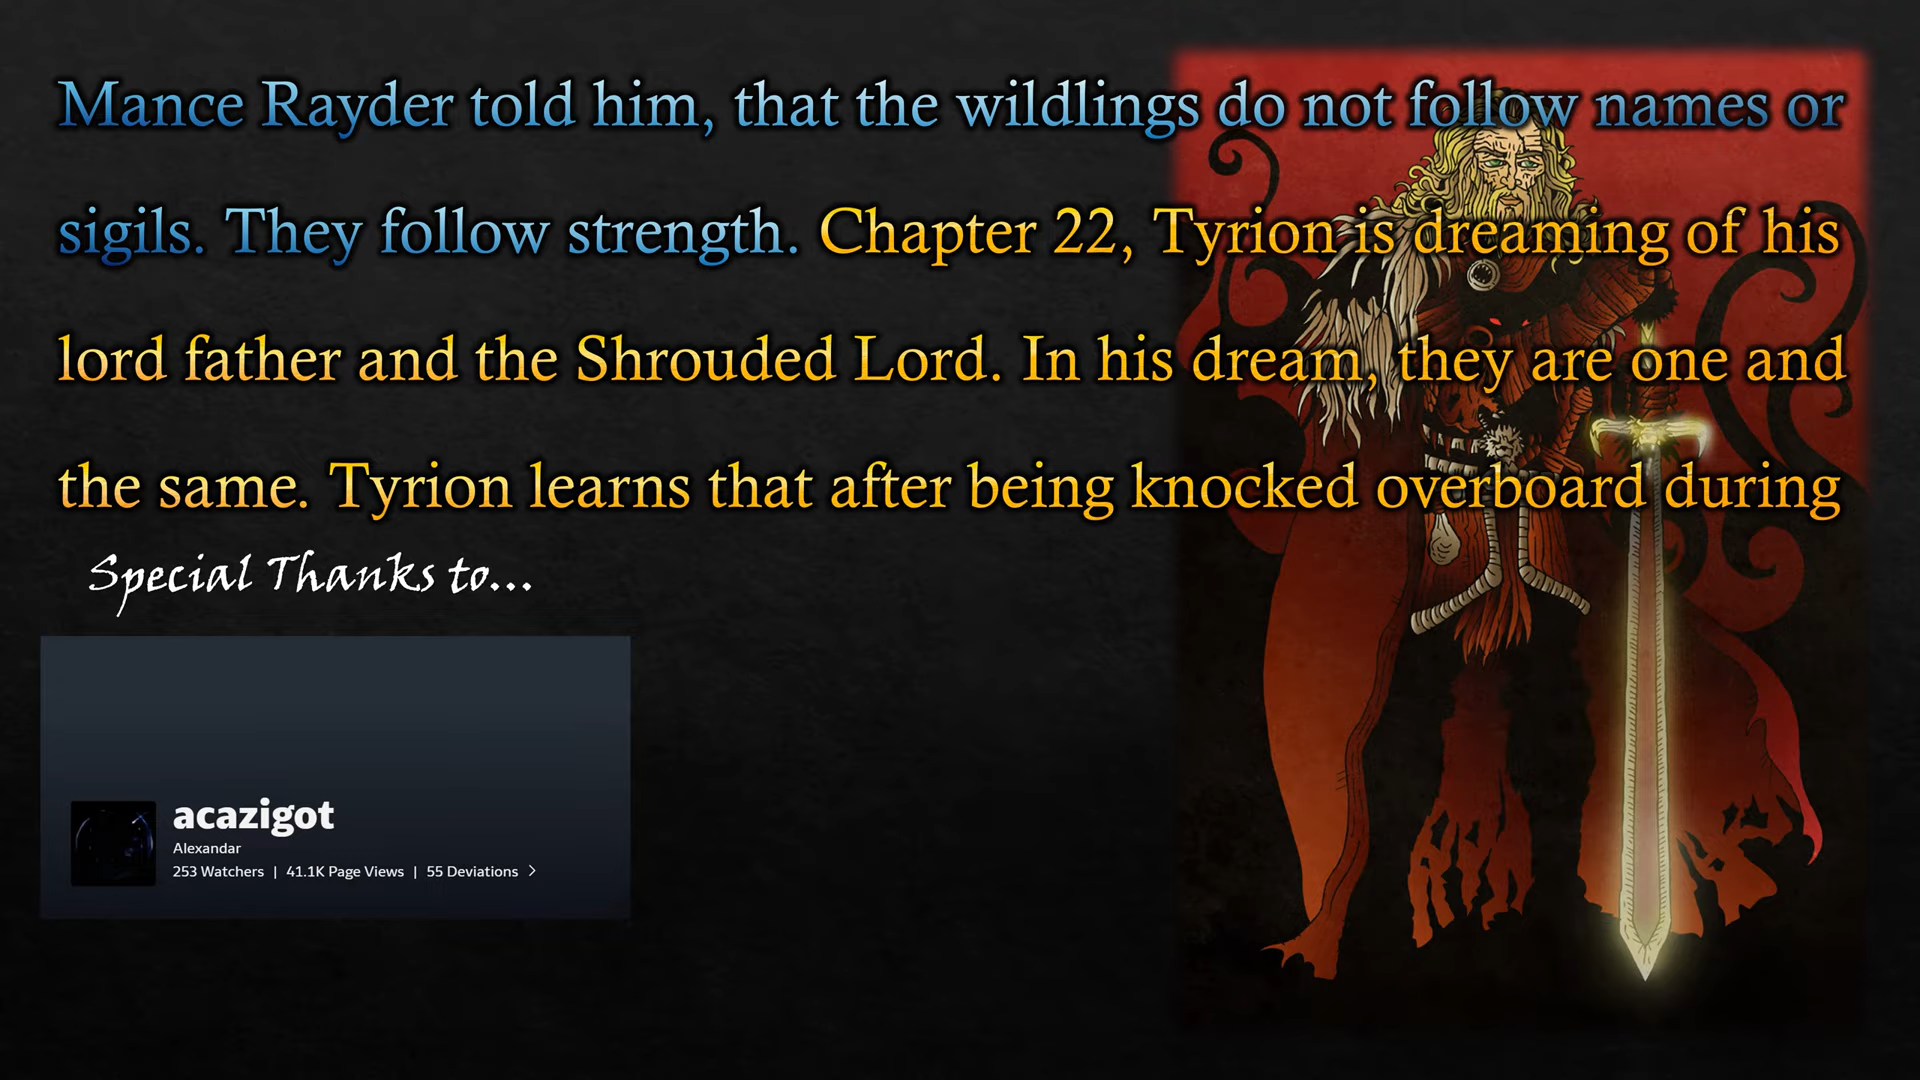 Mance Rayder told him, that the wildlings do not follow names or
sigils. They follow strength. Chapter 22, Tyrion is dreaming of his
lord father and the Shrouded Lord. In his dream, they are one and
the same. Tyrion learns that after being knocked overboard during
Special Thanks to...
acazigot
Alexandar
253 Watchers | 41.1K Page Views | 55 Deviations >